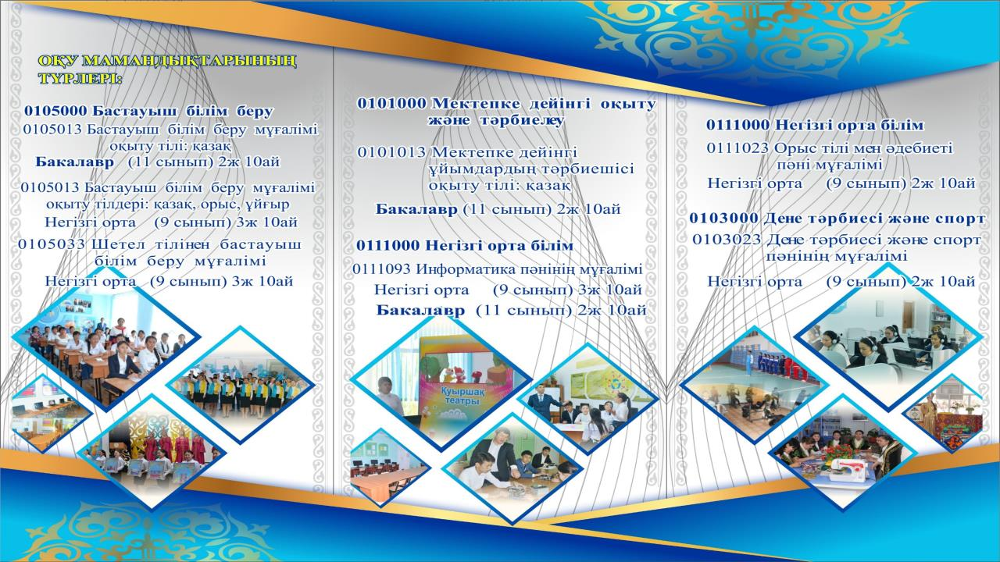 ОҚУ МАМАНДЫҚТАРЫНЫҢ
ТҮРЛЕРІ:
0105000 Бастауыш білім беру
0105013 Бастауыш білім беру мұғалімі
оқыту тілі: қазақ
Бакалавр (11 сынып) 2ж 10ай
0105013 Бастауыш білім беру мұғалімі
оқыту тілдері: қазақ, орыс, ұйғыр
Негізгі орта (9 сынып) 3ж 10ай
0105033 Шетел тілінен бастауыш
білім беру мұғалімі
Негізгі орта (9 сынып) 3ж 10ай
0101000 Мектепке дейінгі оқыту
және тәрбиелеу
0101013 Мектепке дейінгі
ұйымдардың тәрбиешісі
оқыту тілі: қазақ
Бакалавр (11 сынып) 2ж 10ай
0111000 Негізгі орта білім
0111093 Информатика пәнінің мұғалімі
Негізгі орта (9 сынып) 3ж 10ай
Бакалавр (11 сынып) 2ж 10ай
Қуыршақ
театры
0111000 Негізгі орта білім
0111023 Орыс тілі мен әдебиеті
пәні мұғалімі
Негізгі орта (9 сынып) 2ж 10ай
0103000 Дене тәрбиесі және спорт
0103023 Дене тәрбиесі және спорт
пәнінің мұғалімі
Негізгі орта (9 сынып) 2ж 10ай